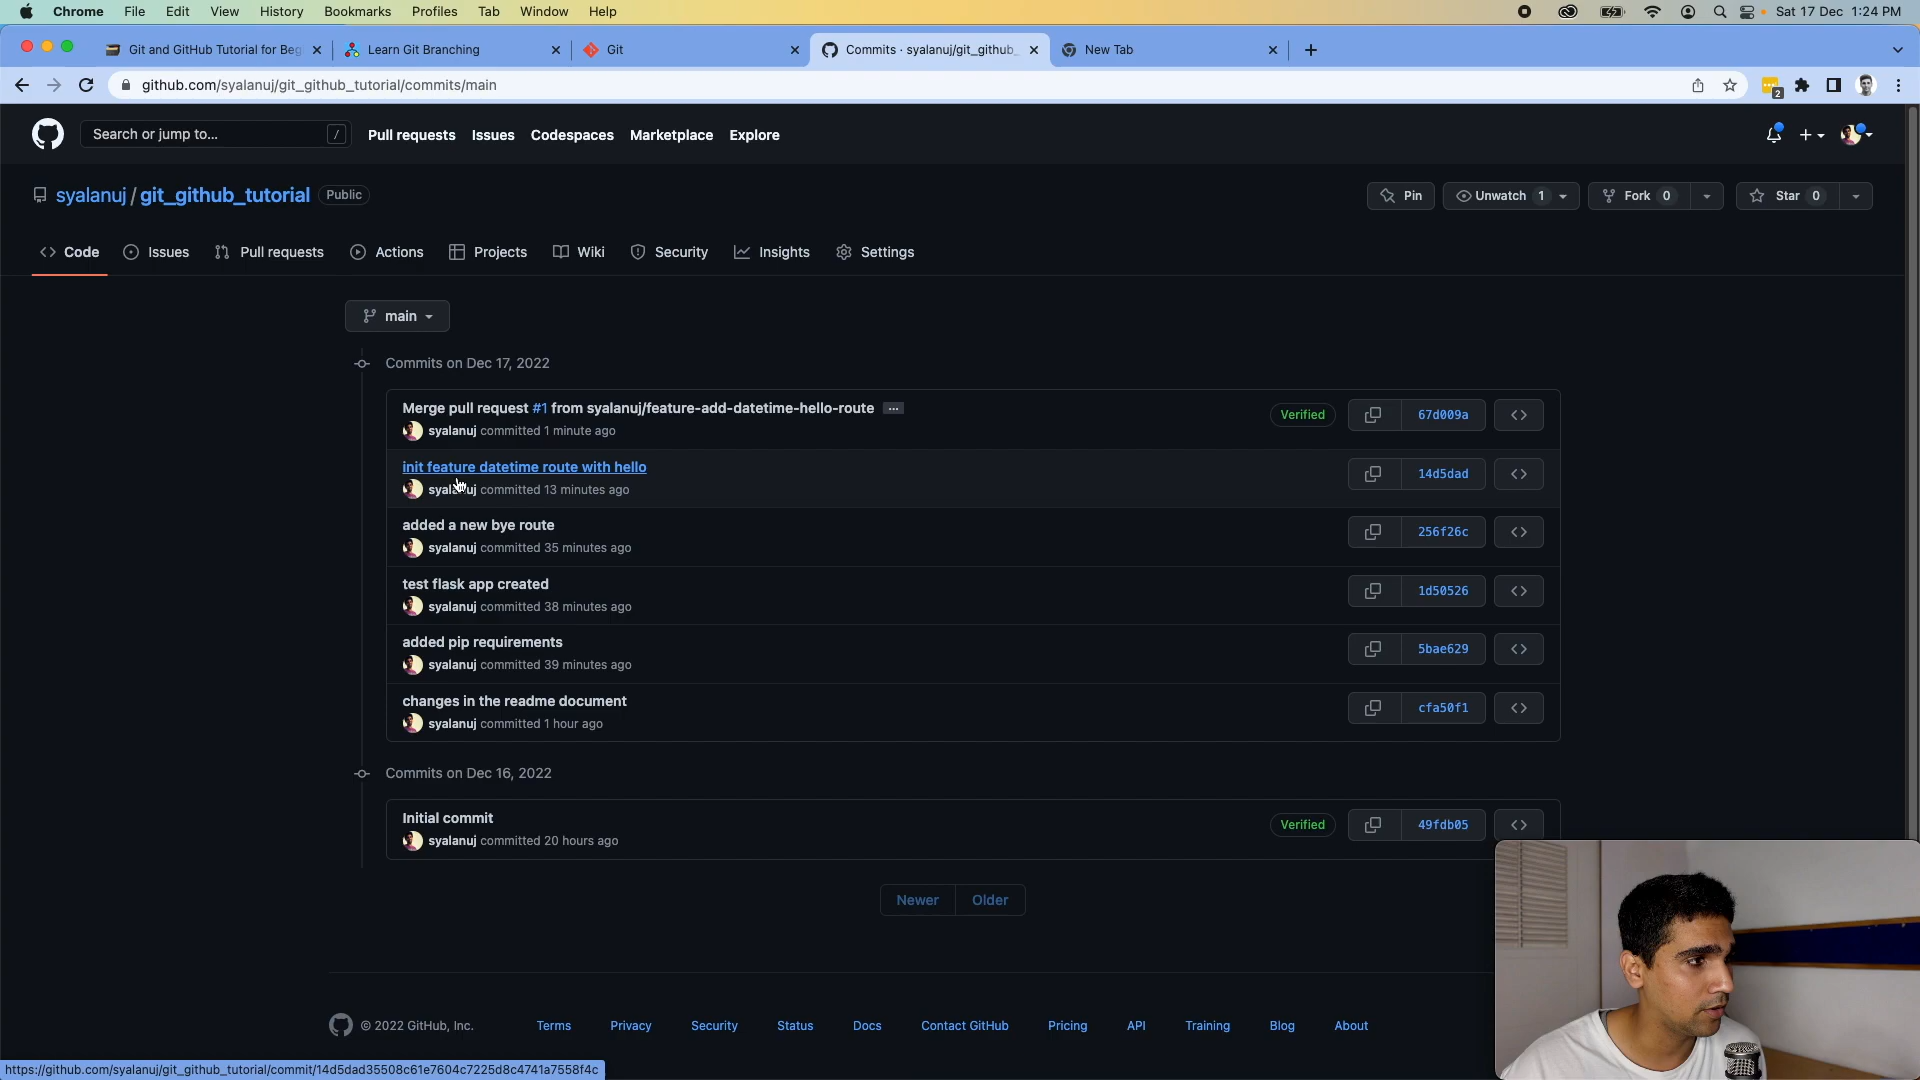 Chrome File Edit View History Bookmarks Profiles Tab Window Help Sat 17 Dec 1:24 PM
Git and GitHub Tutorial for Beg Learn Git Branching Git Commits · syalanuj/git_github_ New Tab
github.com/syalanuj/git_github_tutorial/commits/main 2
Search or jump to... / Pull requests Issues Codespaces Marketplace Explore
syalanuj / git_github_tutorial Public Pin Unwatch 1 Fork 0 Star 0
Code Issues Pull requests Actions Projects Wiki Security Insights Settings
main
Commits on Dec 17, 2022
Merge pull request #1 from syalanuj/feature-add-datetime-hello-route ... Verified 67d009a
syalanuj committed 1 minute ago
init feature datetime route with hello 14d5dad
syalanuj committed 13 minutes ago
added a new bye route 256f26c
syalanuj committed 35 minutes ago
test flask app created 1d50526
syalanuj committed 38 minutes ago
added pip requirements 5bae629
syalanuj committed 39 minutes ago
changes in the readme document cfa50f1
syalanuj committed 1 hour ago
Commits on Dec 16, 2022
Initial commit Verified 49fdb05
syalanuj committed 20 hours ago
Newer Older
© 2022 GitHub, Inc. Terms Privacy Security Status Docs Contact GitHub Pricing API Training Blog About
https://github.com/syalanuj/git_github_tutorial/commit/14d5dad35508c61e7604c7225d8c4741a7558f4c